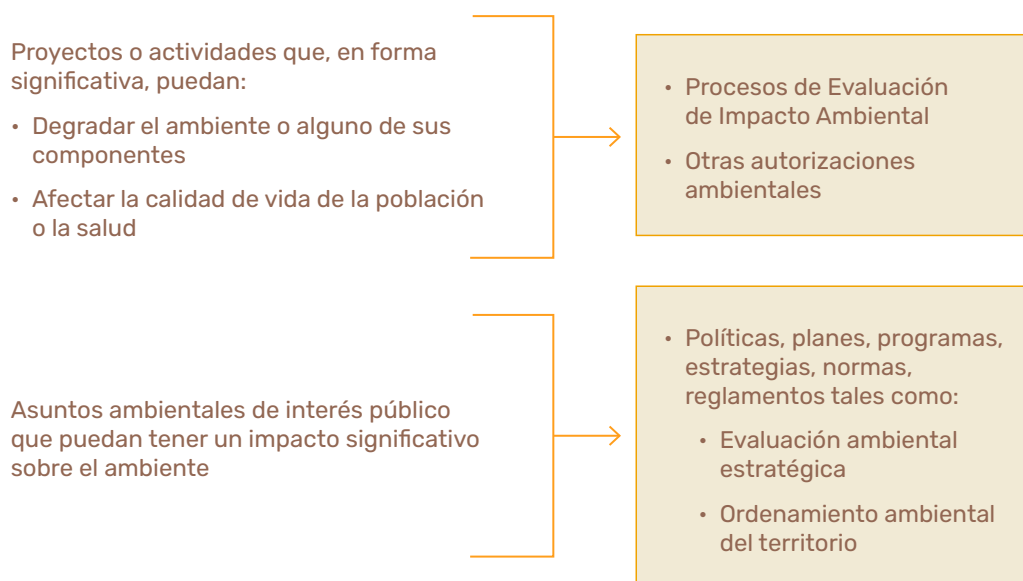 Proyectos o actividades que, en forma
significativa, puedan:
• Degradar el ambiente o alguno de sus
componentes
• Afectar la calidad de vida de la población
o la salud
• Procesos de Evaluación
de Impacto Ambiental
• Otras autorizaciones
ambientales
Asuntos ambientales de interés público
que puedan tener un impacto significativo
sobre el ambiente
• Políticas, planes, programas,
estrategias, normas,
reglamentos tales como:
• Evaluación ambiental
estratégica
• Ordenamiento ambiental
del territorio